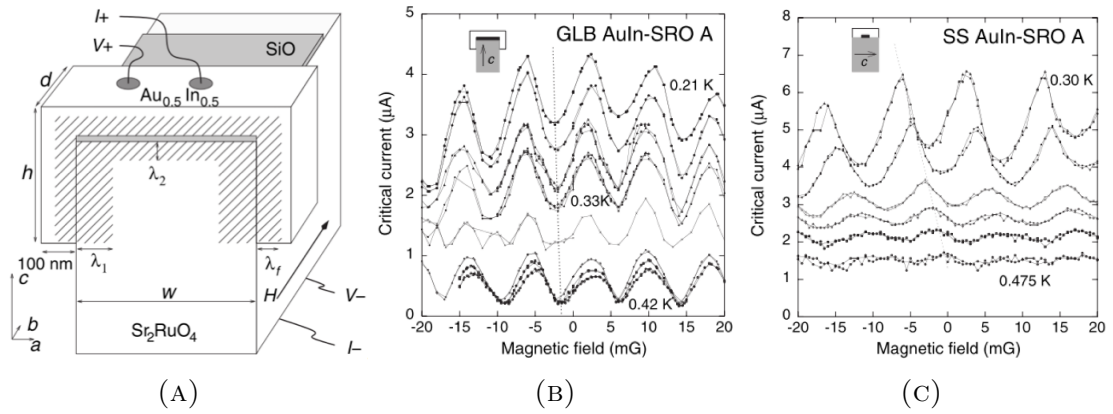 I+
V+
SiO
d
Au0.5In0.5
h
λ2
100 nm
λ1
λf
c
b
a
w
H
V–
I–
Sr2RuO4
(A)
GLB AuIn-SRO A
c
0.21 K
0.33K
0.42 K
Critical current (μA)
5
4
3
2
1
0
-20 -15 -10 -5 0 5 10 15 20
Magnetic field (mG)
(B)
SS AuIn-SRO A
c
0.30 K
0.475 K
Critical current (μA)
8
7
6
5
4
3
2
1
0
-20 -15 -10 -5 0 5 10 15 20
Magnetic field (mG)
(C)